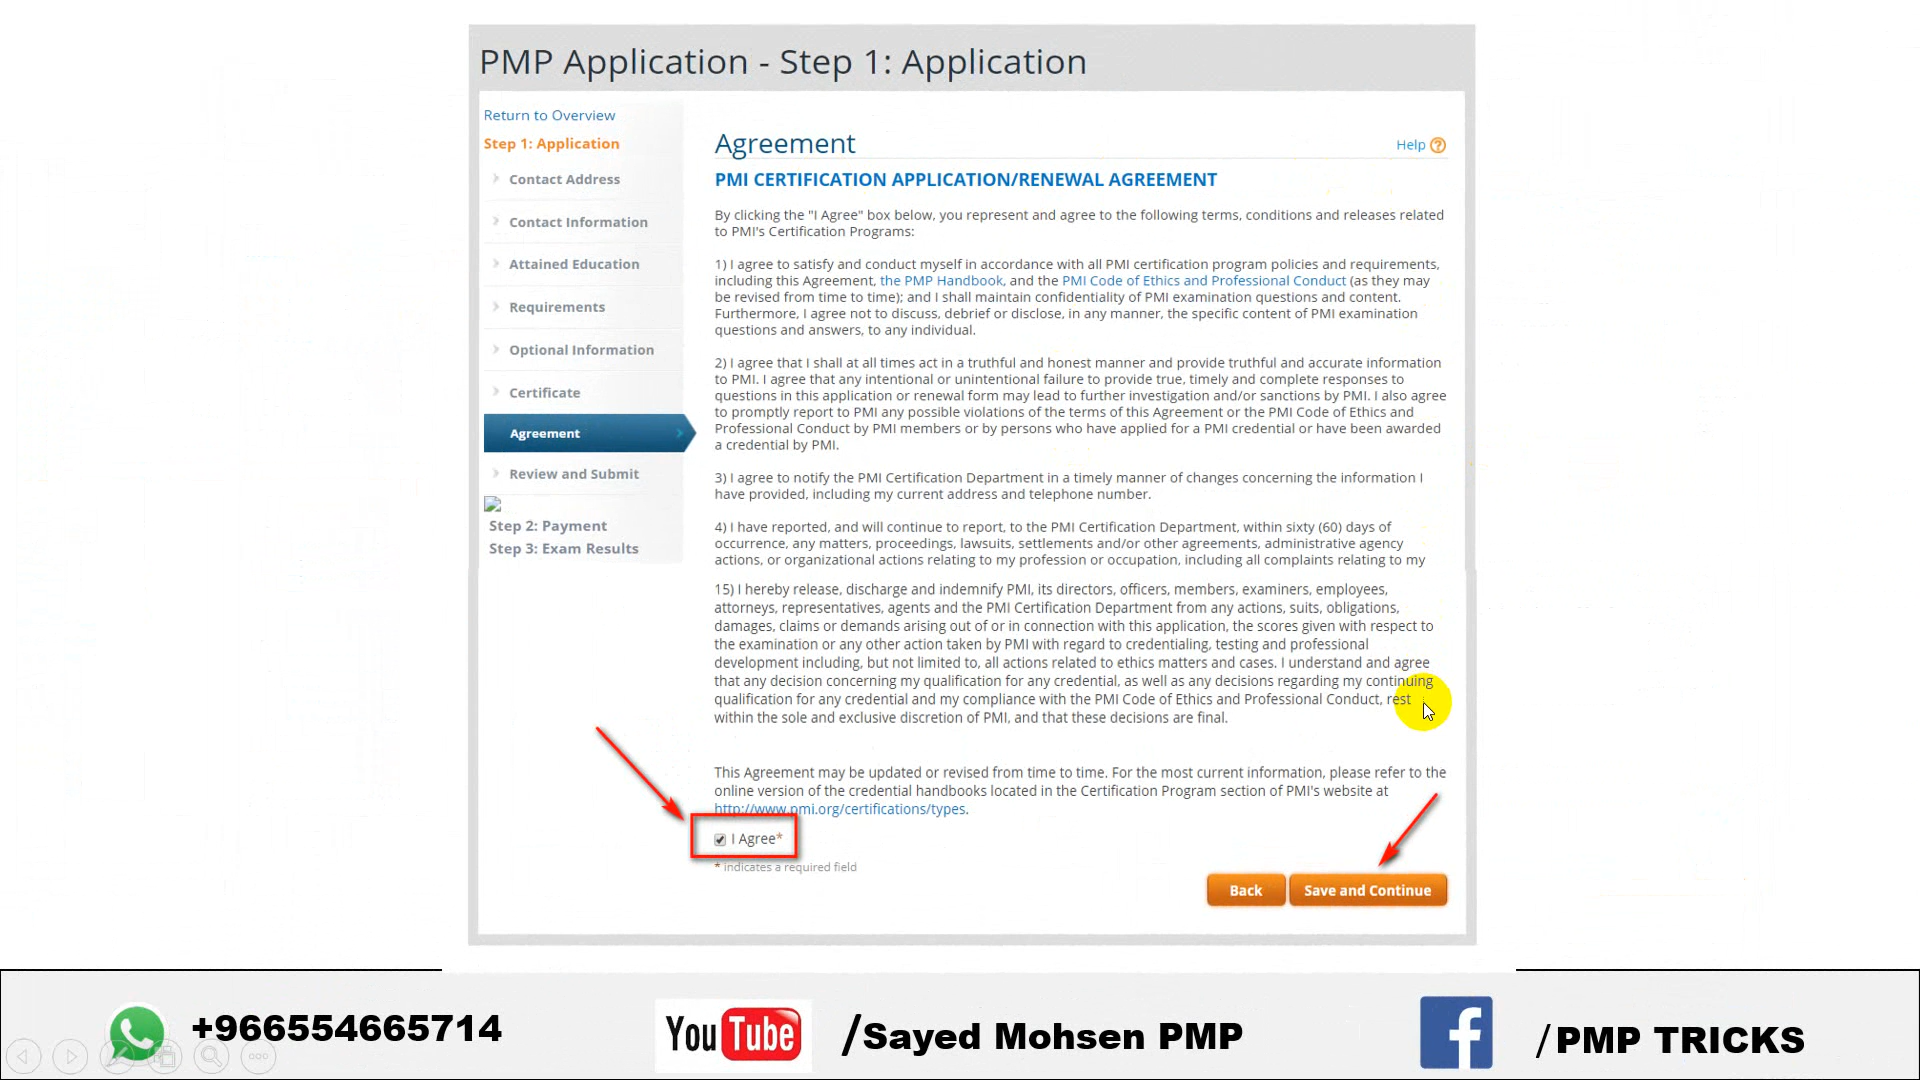 PMP Application - Step 1: Application
Return to Overview
Step 1: Application
Contact Address
Contact Information
Attained Education
Requirements
Optional Information
Certificate
Agreement
Review and Submit
Step 2: Payment
Step 3: Exam Results
Agreement
Help ?
PMI CERTIFICATION APPLICATION/RENEWAL AGREEMENT
By clicking the "I Agree" box below, you represent and agree to the following terms, conditions and releases related
to PMI's Certification Programs:
1) I agree to satisfy and conduct myself in accordance with all PMI certification program policies and requirements,
including this Agreement, the PMP Handbook, and the PMI Code of Ethics and Professional Conduct (as they may
be revised from time to time); and I shall maintain confidentiality of PMI examination questions and content.
Furthermore, I agree not to discuss, debrief or disclose, in any manner, the specific content of PMI examination
questions and answers, to any individual.
2) I agree that I shall at all times act in a truthful and honest manner and provide truthful and accurate information
to PMI. I agree that any intentional or unintentional failure to provide true, timely and complete responses to
questions in this application or renewal form may lead to further investigation and/or sanctions by PMI. I also agree
to promptly report to PMI any possible violations of the terms of this Agreement or the PMI Code of Ethics and
Professional Conduct by PMI members or by persons who have applied for a PMI credential or have been awarded
a credential by PMI.
3) I agree to notify the PMI Certification Department in a timely manner of changes concerning the information I
have provided, including my current address and telephone number.
4) I have reported, and will continue to report, to the PMI Certification Department, within sixty (60) days of
occurrence, any matters, proceedings, lawsuits, settlements and/or other agreements, administrative agency
actions, or organizational actions relating to my profession or occupation, including all complaints relating to my
15) I hereby release, discharge and indemnify PMI, its directors, officers, members, examiners, employees,
attorneys, representatives, agents and the PMI Certification Department from any actions, suits, obligations,
damages, claims or demands arising out of or in connection with this application, the scores given with respect to
the examination or any other action taken by PMI with regard to credentialing, testing and professional
development including, but not limited to, all actions related to ethics matters and cases. I understand and agree
that any decision concerning my qualification for any credential, as well as any decisions regarding my continuing
qualification for any credential and my compliance with the PMI Code of Ethics and Professional Conduct, rest
within the sole and exclusive discretion of PMI, and that these decisions are final.
This Agreement may be updated or revised from time to time. For the most current information, please refer to the
online version of the credential handbooks located in the Certification Program section of PMI's website at
http://www.pmi.org/certifications/types.
I Agree*
* indicates a required field
Back
Save and Continue
+966554665714
YouTube
/Sayed Mohsen PMP
f
/PMP TRICKS